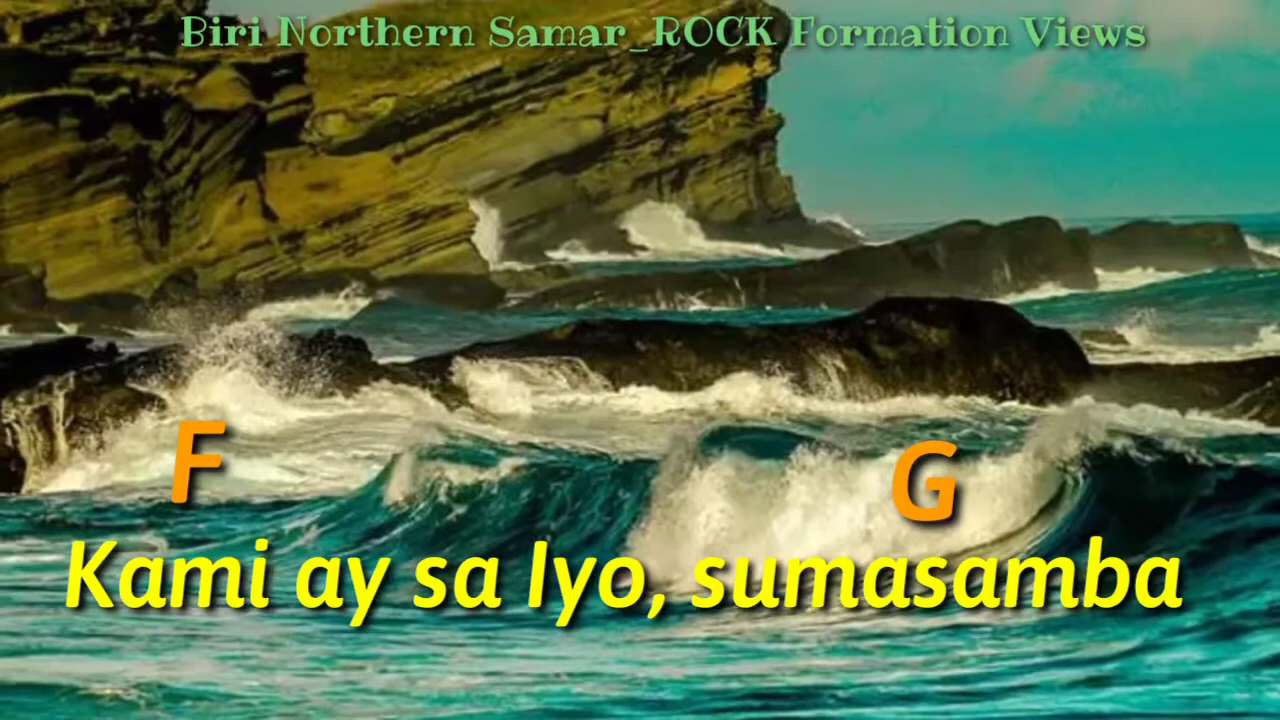 Biri Northern Samar_ROCK Formation Views
F G
Kami ay sa Iyo, sumasamba